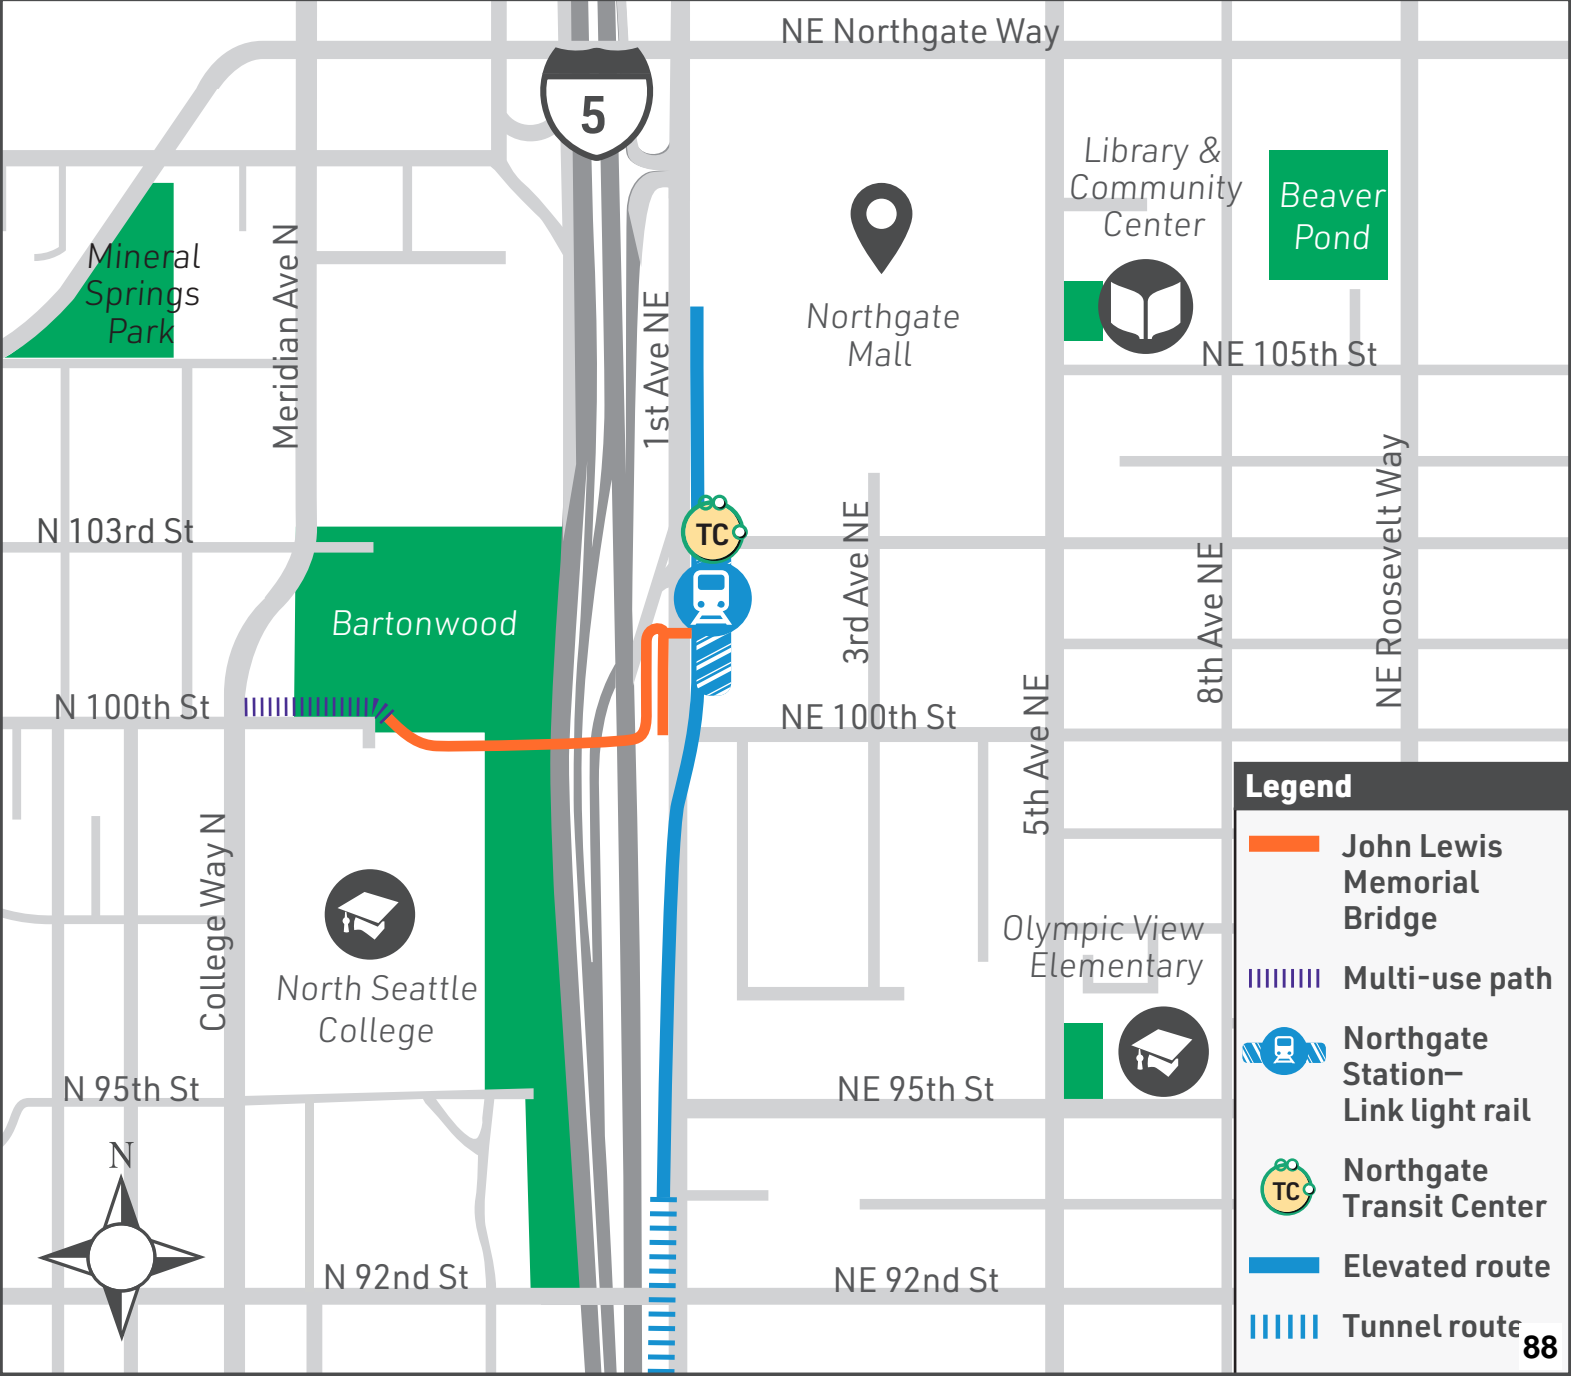 NE Northgate Way
5
Library &
Community
Center
Beaver
Pond
Mineral
Springs
Park
Meridian Ave N
1st Ave NE
Northgate
Mall
NE 105th St
N 103rd St
TC
3rd Ave NE
8th Ave NE
NE Roosevelt Way
Bartonwood
N 100th St
NE 100th St
5th Ave NE
College Way N
North Seattle
College
Olympic View
Elementary
N 95th St
NE 95th St
N
N 92nd St
NE 92nd St
Legend
John Lewis
Memorial
Bridge
Multi-use path
Northgate
Station–
Link light rail
TC
Northgate
Transit Center
Elevated route
Tunnel route
88